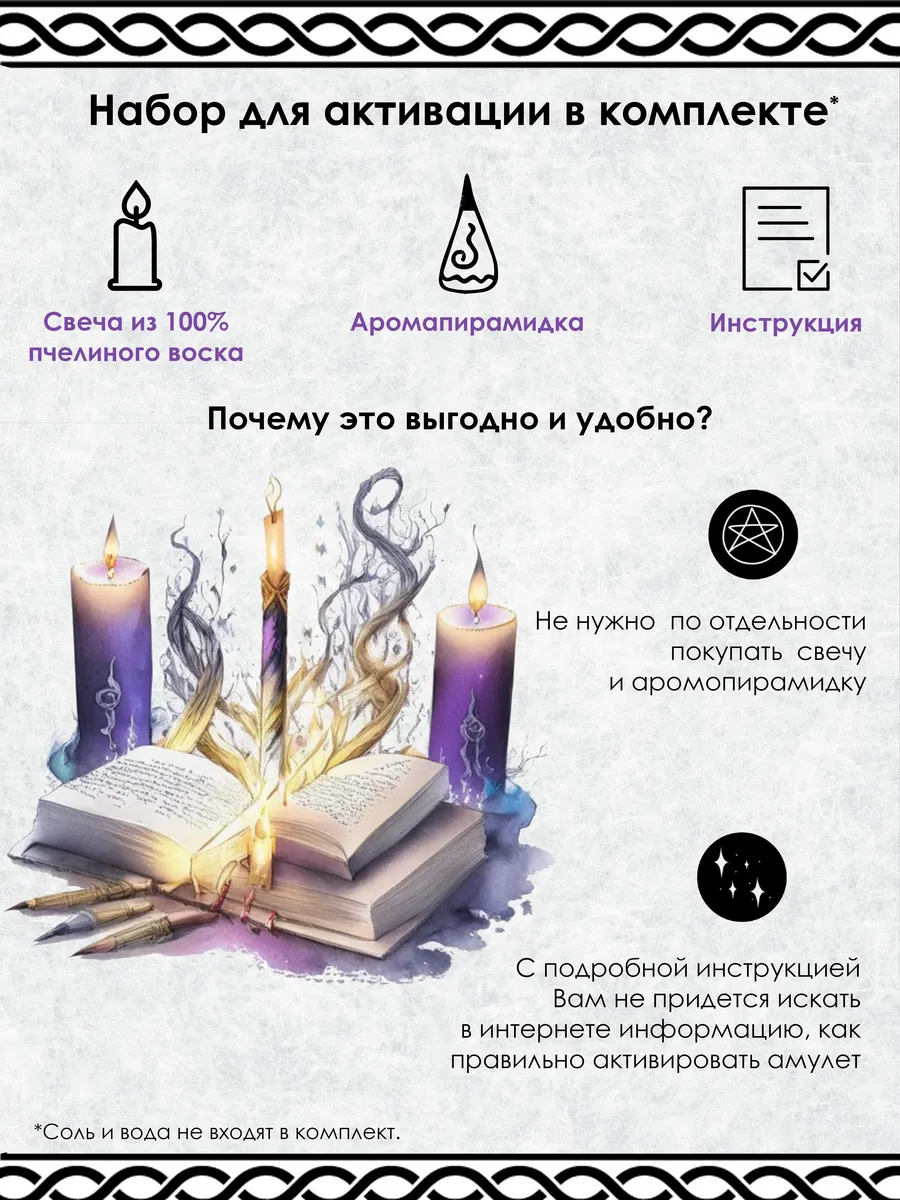 Набор для активации в комплекте*
Свеча из 100%
пчелиного воска
Аромапирамидка
Инструкция
Почему это выгодно и удобно?
Не нужно по отдельности
покупать свечу
и аромопирамидку
С подробной инструкцией
Вам не придется искать
в интернете информацию, как
правильно активировать амулет
*Соль и вода не входят в комплект.